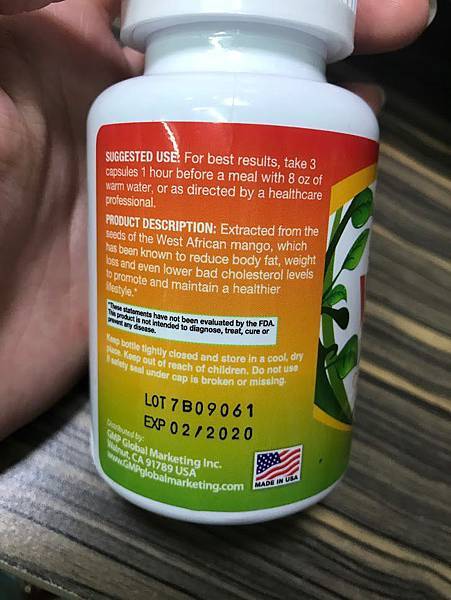 SUGGESTED USE: For best results, take 3
capsules 1 hour before a meal with 8 oz of
warm water, or as directed by a healthcare
professional.
PRODUCT DESCRIPTION: Extracted from the
seeds of the West African mango, which
has been known to reduce body fat, weight
loss and even lower bad cholesterol levels
to promote and maintain a healthier
lifestyle.*
*These statements have not been evaluated by the FDA.
This product is not intended to diagnose, treat, cure or
prevent any disease.
Keep bottle tightly closed and store in a cool, dry
place. Keep out of reach of children. Do not use
if safety seal under cap is broken or missing.
LOT 7B09061
EXP 02/2020
Distributed by:
GMP Global Marketing Inc.
Walnut, CA 91789 USA
www.GMPglobalmarketing.com
MADE IN USA